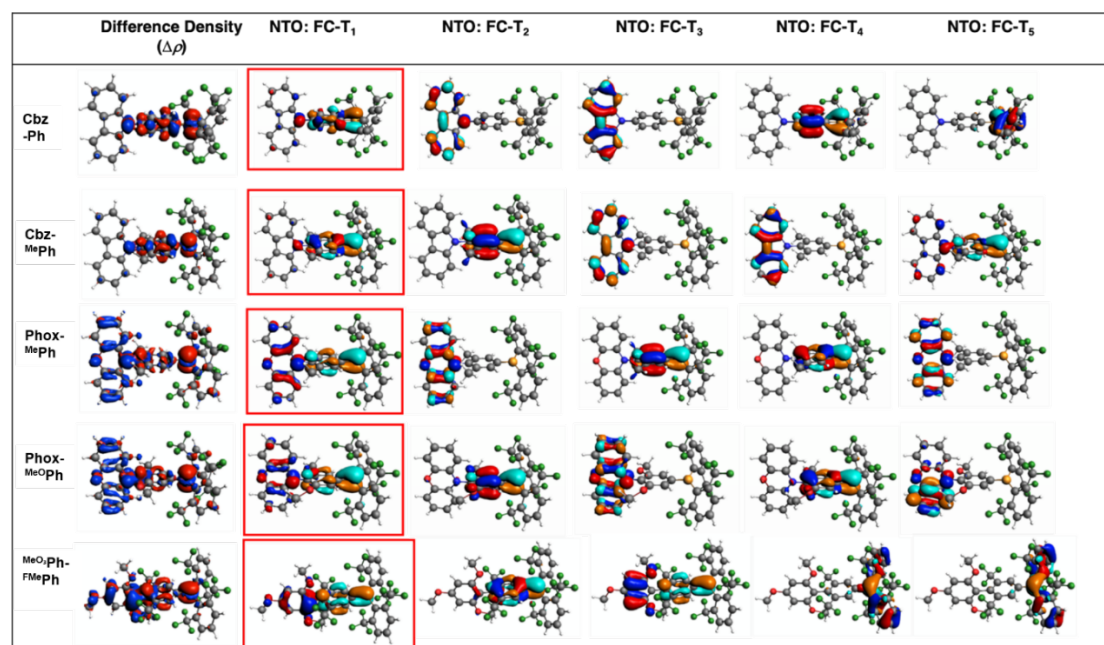 Difference Density NTO: FC-T₁ NTO: FC-T₂ NTO: FC-T₃ NTO: FC-T₄ NTO: FC-T₅
(Δρ)
Cbz
-Ph
Cbz-
ᴹᵉPh
Phox-
ᴹᵉPh
Phox-
ᴹᵉᴼPh
ᴹᵉᴼ₃Ph-
ꟳᴹᵉPh